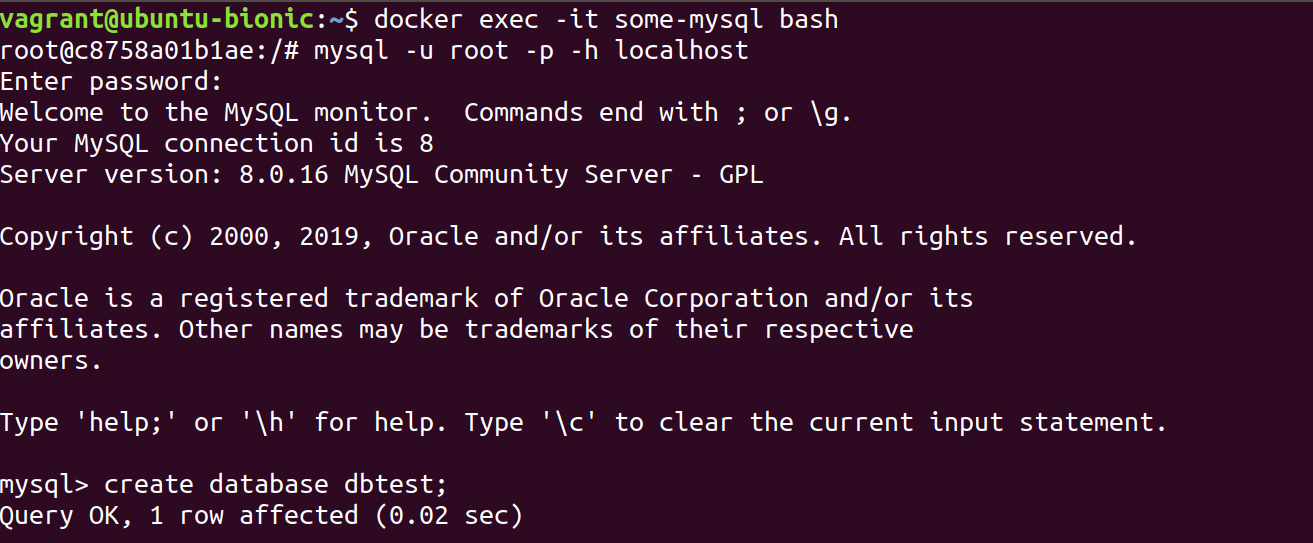 vagrant@ubuntu-bionic:~$ docker exec -it some-mysql bash
root@c8758a01b1ae:/# mysql -u root -p -h localhost
Enter password:
Welcome to the MySQL monitor.  Commands end with ; or \g.
Your MySQL connection id is 8
Server version: 8.0.16 MySQL Community Server - GPL

Copyright (c) 2000, 2019, Oracle and/or its affiliates. All rights reserved.

Oracle is a registered trademark of Oracle Corporation and/or its
affiliates. Other names may be trademarks of their respective
owners.

Type 'help;' or '\h' for help. Type '\c' to clear the current input statement.

mysql> create database dbtest;
Query OK, 1 row affected (0.02 sec)